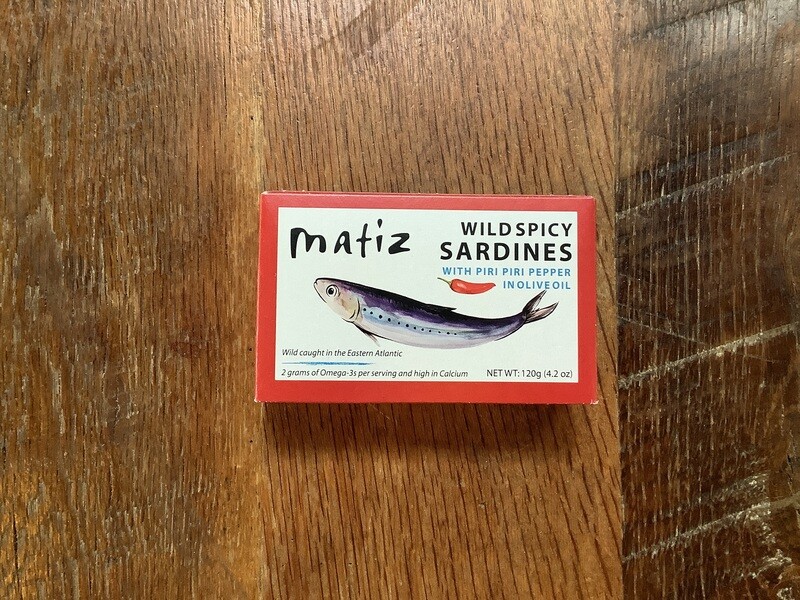 matiz
WILD SPICY
SARDINES
WITH PIRI PIRI PEPPER
IN OLIVE OIL
Wild caught in the Eastern Atlantic
2 grams of Omega-3s per serving and high in Calcium
NET WT: 120g (4.2 oz)